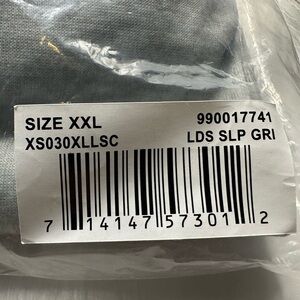 SIZE XXL 990017741
XS030XLLSC LDS SLP GRI
7 14147 57301 2